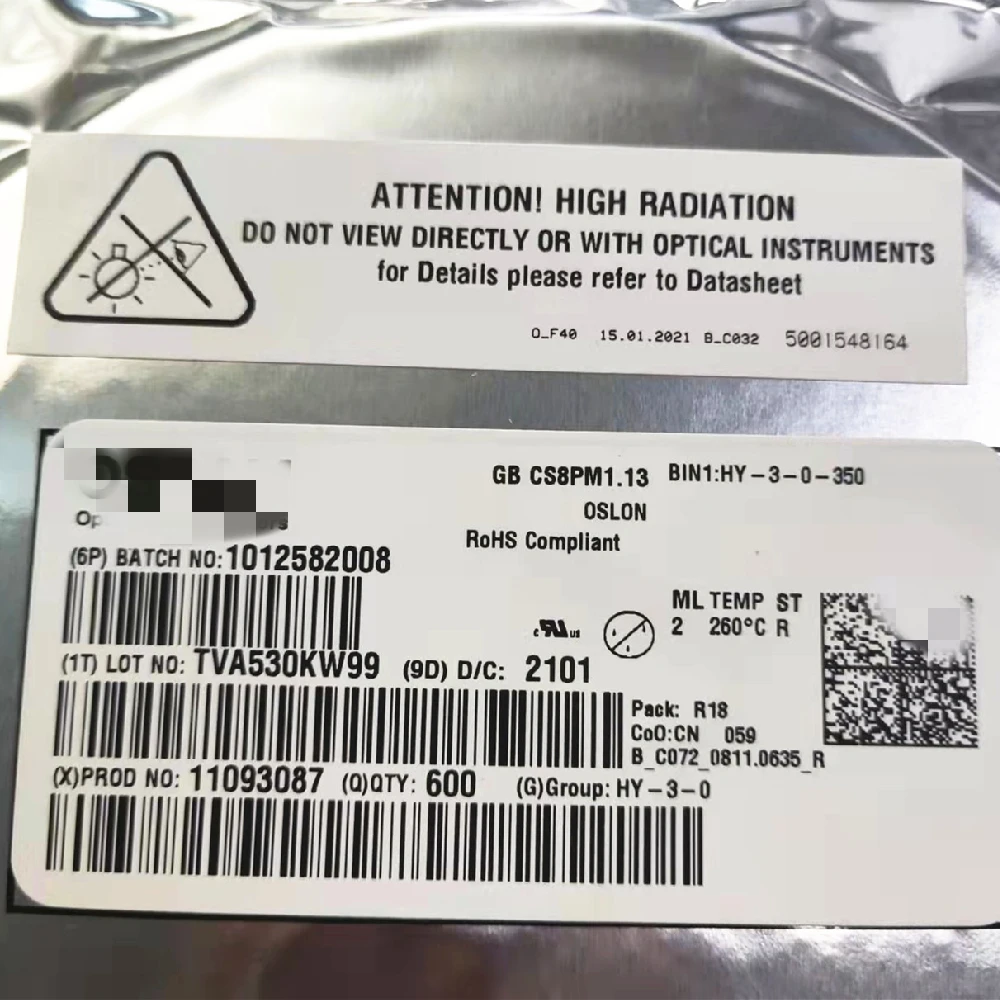 ATTENTION! HIGH RADIATION
DO NOT VIEW DIRECTLY OR WITH OPTICAL INSTRUMENTS
for Details please refer to Datasheet
O_F40 15.01.2021 B_C032 5001548164
GB CS8PM1.13 BIN1:HY-3-0-350
OSLON
RoHS Compliant
(6P) BATCH NO:1012582008
ML TEMP ST
2 260°C R
(1T) LOT NO: TVA530KW99 (9D) D/C: 2101
Pack: R18
CoO:CN 059
B_C072_0811.0635_R
(X)PROD NO: 11093087 (Q)QTY: 600 (G)Group: HY-3-0